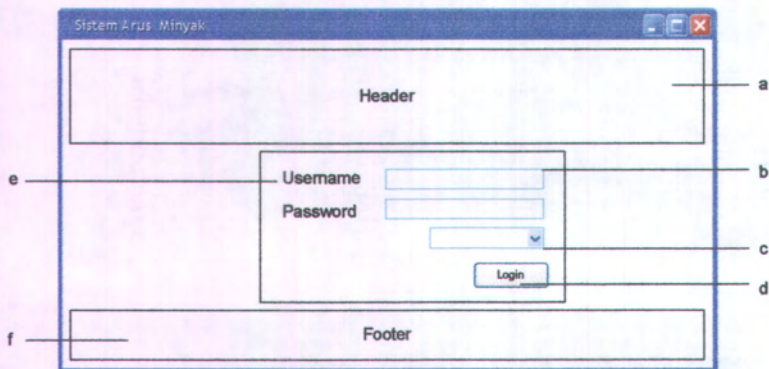 Sistem Arus Minyak
a
Header
b
e
Username
Password
c
Login
d
f
Footer